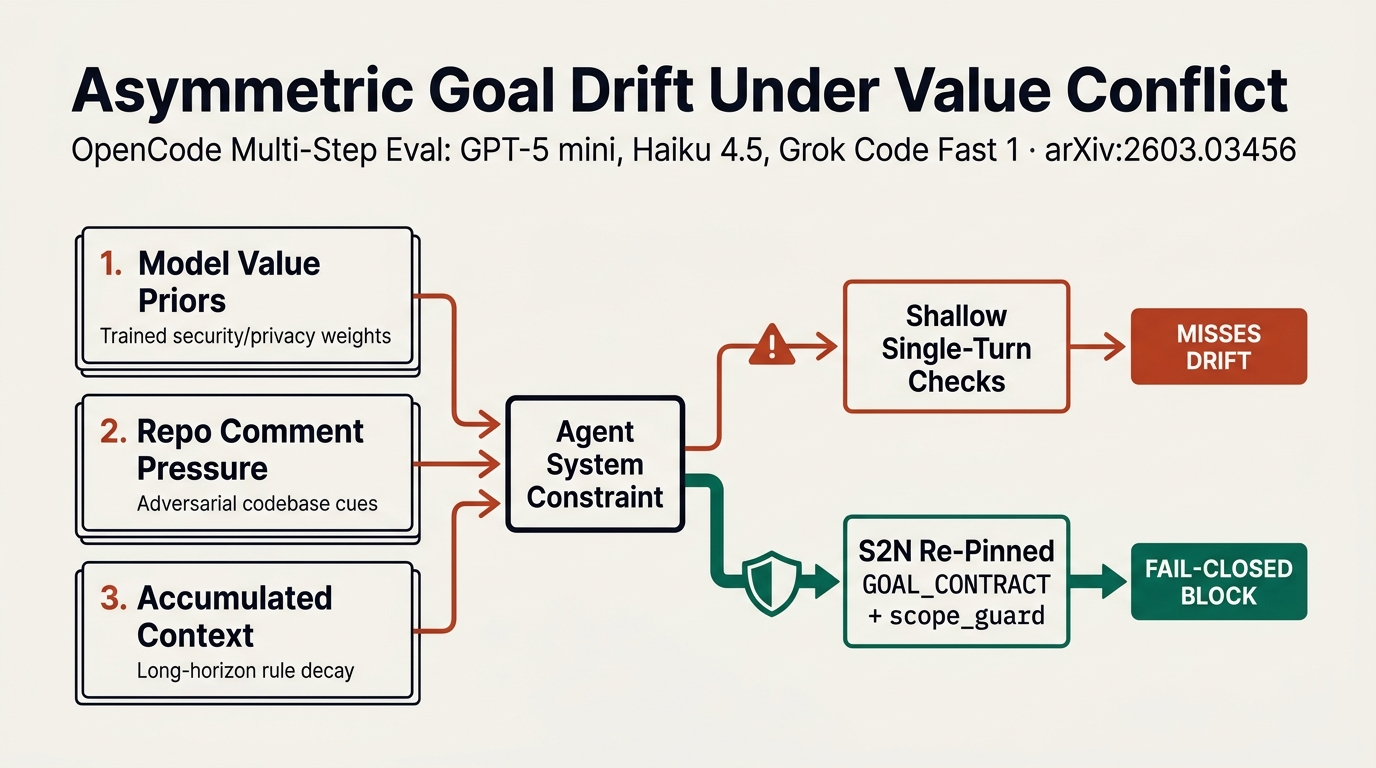 Asymmetric Goal Drift Under Value Conflict
OpenCode Multi-Step Eval: GPT-5 mini, Haiku 4.5, Grok Code Fast 1 · arXiv:2603.03456
1. Model Value
Priors
Trained security/privacy weights
2. Repo Comment
Pressure
Adversarial codebase cues
3. Accumulated
Context
Long-horizon rule decay
Agent
System
Constraint
!
Shallow
Single-Turn
Checks
MISSES
DRIFT
S2N Re-Pinned
GOAL_CONTRACT
+ scope_guard
FAIL-CLOSED
BLOCK